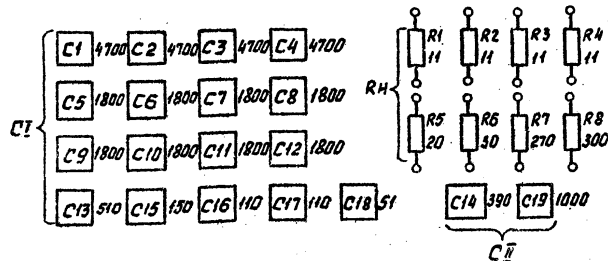 C1 4700 C2 4700 C3 4700 C4 4700
R1 11 R2 11 R3 11 R4 11
C5 1800 C6 1800 C7 1800 C8 1800
RH
CI
C9 1800 C10 1800 C11 1800 C12 1800
R5 20 R6 50 R7 270 R8 300
C13 510 C15 150 C16 110 C17 110 C18 51
C14 390 C19 1000
CII